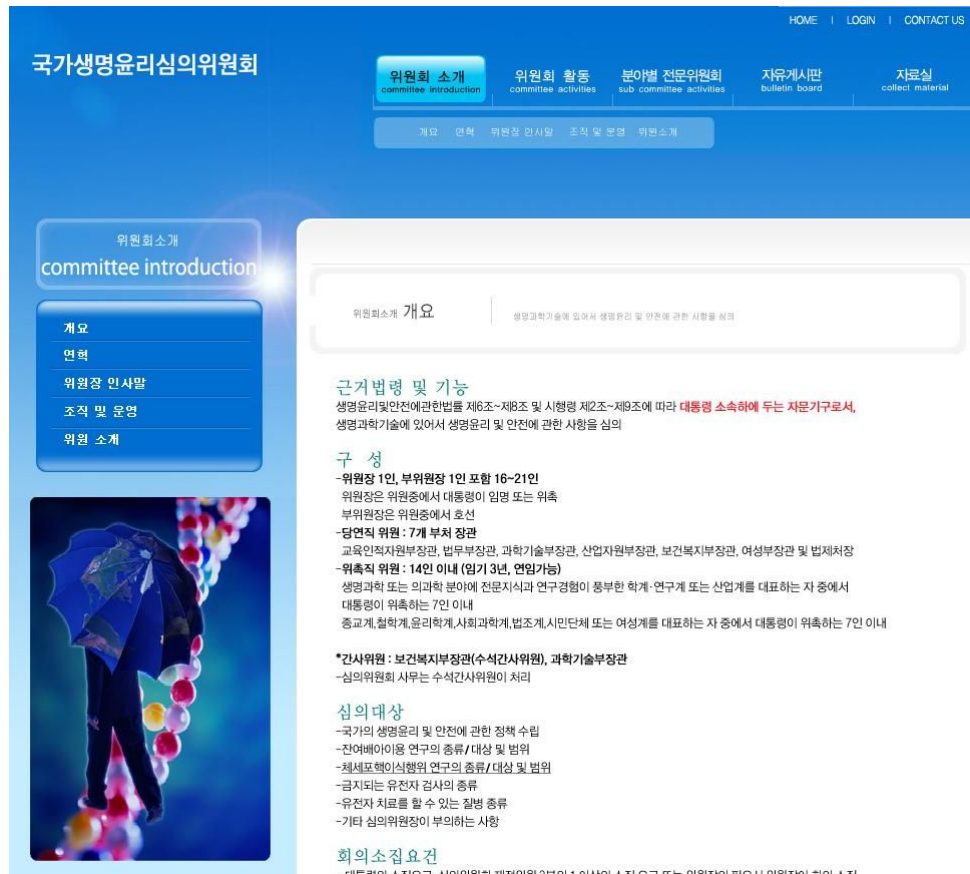 HOME | LOGIN | CONTACT US
국가생명윤리심의위원회
위원회 소개 위원회 활동 분야별 전문위원회 자유게시판 자료실
committee introduction committee activities sub committee activities bulletin board collect material
개요 연혁 위원장 인사말 조직 및 운영 위원소개
위원회소개
committee introduction
개요
연혁
위원장 인사말
조직 및 운영
위원 소개
위원회소개 개요 생명과학기술에 있어서 생명윤리 및 안전에 관한 사항을 심의
근거법령 및 기능
생명윤리및안전에관한법률 제6조~제8조 및 시행령 제2조~제9조에 따라 대통령 소속하에 두는 자문기구로서,
생명과학기술에 있어서 생명윤리 및 안전에 관한 사항을 심의
구 성
-위원장 1인, 부위원장 1인 포함 16~21인
위원장은 위원중에서 대통령이 임명 또는 위촉
부위원장은 위원중에서 호선
-당연직 위원 : 7개 부처 장관
교육인적자원부장관, 법무부장관, 과학기술부장관, 산업자원부장관, 보건복지부장관, 여성부장관 및 법제처장
-위촉직 위원 : 14인 이내 (임기 3년, 연임가능)
생명과학 또는 의과학 분야에 전문지식과 연구경험이 풍부한 학계·연구계 또는 산업계를 대표하는 자 중에서
대통령이 위촉하는 7인 이내
종교계,철학계,윤리학계,사회과학계,법조계,시민단체 또는 여성계를 대표하는 자 중에서 대통령이 위촉하는 7인 이내
*간사위원 : 보건복지부장관(수석간사위원), 과학기술부장관
-심의위원회 사무는 수석간사위원이 처리
심의대상
-국가의 생명윤리 및 안전에 관한 정책 수립
-잔여배아이용 연구의 종류/대상 및 범위
-체세포핵이식행위 연구의 종류/대상 및 범위
-금지되는 유전자 검사의 종류
-유전자 치료를 할 수 있는 질병 종류
-기타 심의위원장이 부의하는 사항
회의소집요건